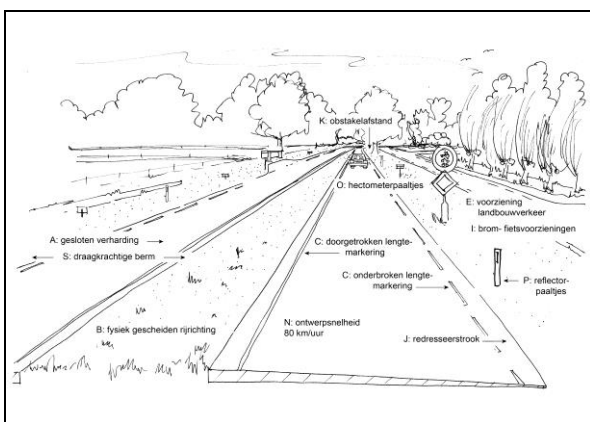 K: obstakelafstand
O: hectometerpaaltjes
E: voorziening
landbouwverkeer
I: brom- fietsvoorzieningen
A: gesloten verharding
S: draagkrachtige berm
C: doorgetrokken lengte-
markering
C: onderbroken lengte-
markering
P: reflector-
paaltjes
B: fysiek gescheiden rijrichting
N: ontwerpsnelheid
80 km/uur
J: redresseerstrook